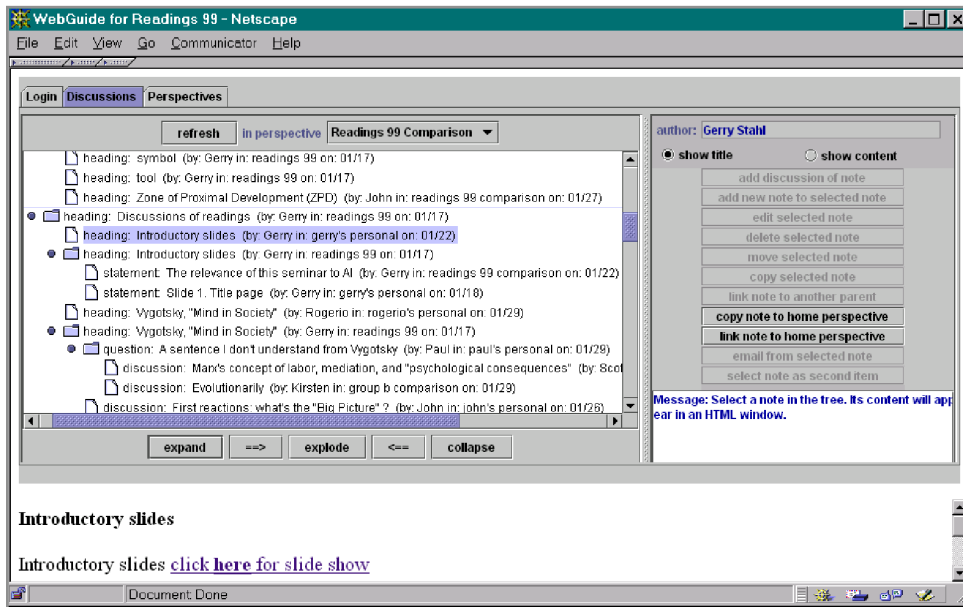 WebGuide for Readings 99 - Netscape
File Edit View Go Communicator Help
Login Discussions Perspectives
refresh in perspective Readings 99 Comparison
heading: symbol (by: Gerry in: readings 99 on: 01/17)
heading: tool (by: Gerry in: readings 99 on: 01/17)
heading: Zone of Proximal Development (ZPD) (by: John in: readings 99 comparison on: 01/27)
heading: Discussions of readings (by: Gerry in: readings 99 on: 01/17)
heading: Introductory slides (by: Gerry in: gerry's personal on: 01/22)
heading: Introductory slides (by: Gerry in: readings 99 on: 01/17)
statement: The relevance of this seminar to AI (by: Gerry in: readings 99 comparison on: 01/22)
statement: Slide 1. Title page (by: Gerry in: gerry's personal on: 01/18)
heading: Vygotsky, "Mind in Society" (by: Rogerio in: rogerio's personal on: 01/29)
heading: Vygotsky, "Mind in Society" (by: Gerry in: readings 99 on: 01/17)
question: A sentence I don't understand from Vygotsky (by: Paul in: paul's personal on: 01/29)
discussion: Marx's concept of labor, mediation, and "psychological consequences" (by: Scot
discussion: Evolutionarily (by: Kirsten in: group b comparison on: 01/29)
discussion: First reactions: what's the "Big Picture" ? (by: John in: john's personal on: 01/26)
expand ==> explode <== collapse
author: Gerry Stahl
show title show content
add discussion of note
add new note to selected note
edit selected note
delete selected note
move selected note
copy selected note
link note to another parent
copy note to home perspective
link note to home perspective
email from selected note
select note as second item
Message: Select a note in the tree. Its content will app
ear in an HTML window.
Introductory slides
Introductory slides click here for slide show
Document Done